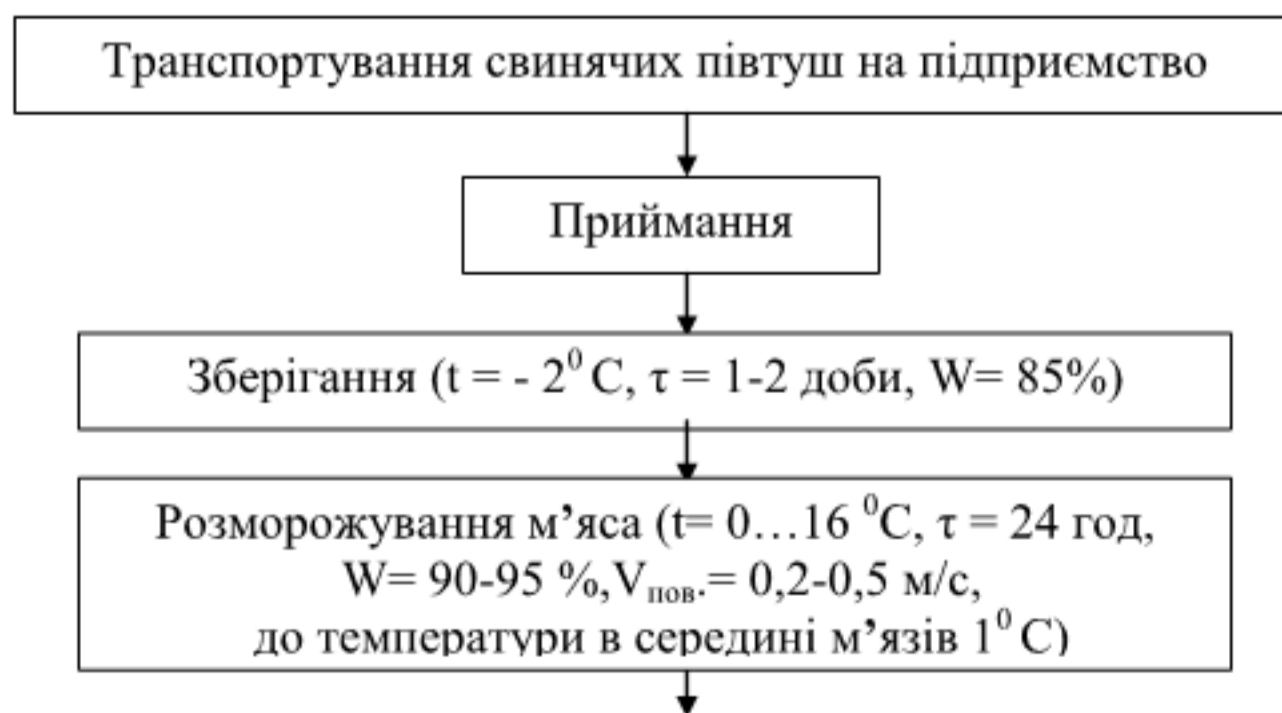 Транспортування свинячих півтуш на підприємство
Приймання
Зберігання (t = - 2⁰ С, τ = 1-2 доби, W= 85%)
Розморожування м’яса (t= 0…16 ⁰С, τ = 24 год,
W= 90-95 %,Vпов.= 0,2-0,5 м/с,
до температури в середині м’язів 1⁰ С)